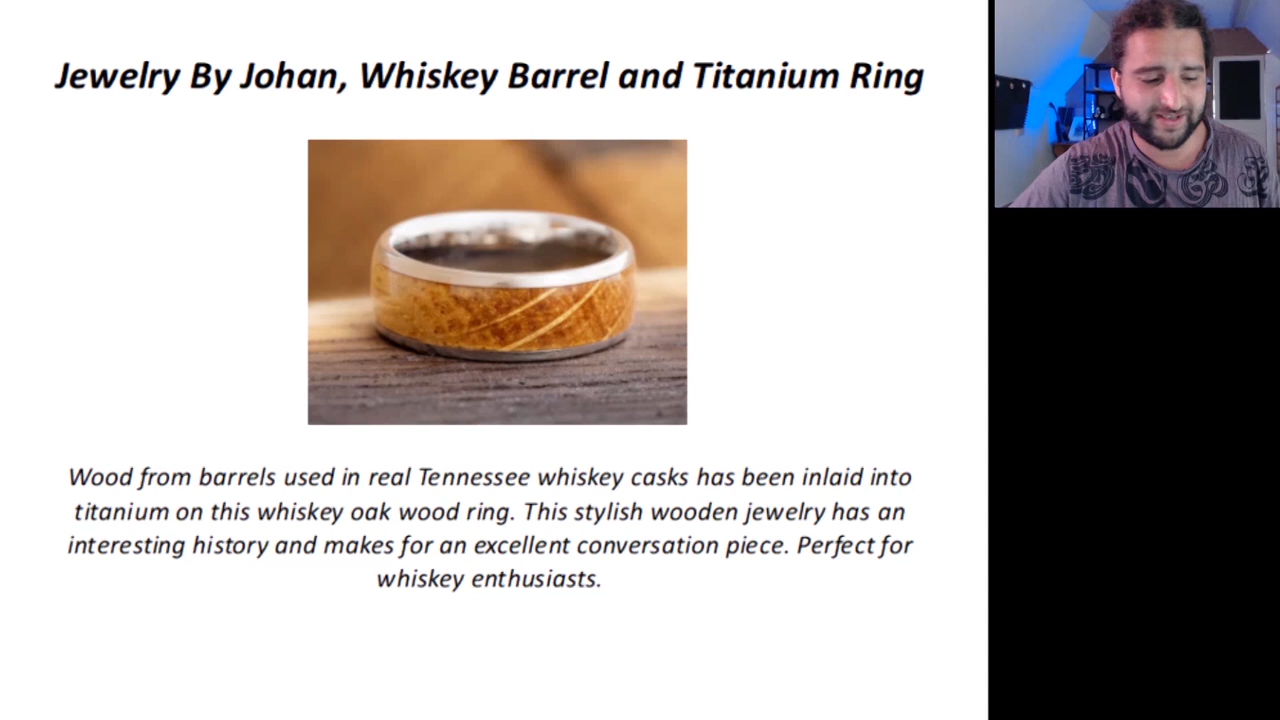 Jewelry By Johan, Whiskey Barrel and Titanium Ring
Wood from barrels used in real Tennessee whiskey casks has been inlaid into
titanium on this whiskey oak wood ring. This stylish wooden jewelry has an
interesting history and makes for an excellent conversation piece. Perfect for
whiskey enthusiasts.